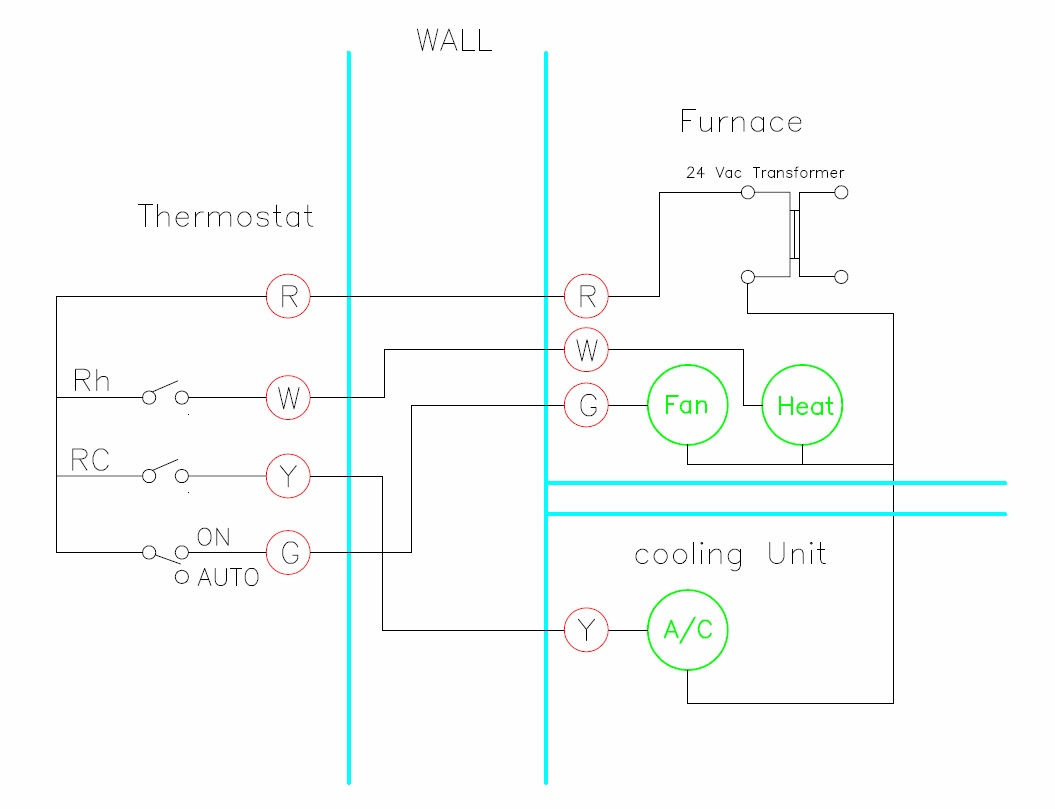 WALL
Furnace
24 Vac Transformer
Thermostat
R
R
W
Rh
W
G
Fan
Heat
RC
Y
ON
G
AUTO
cooling Unit
Y
A/C